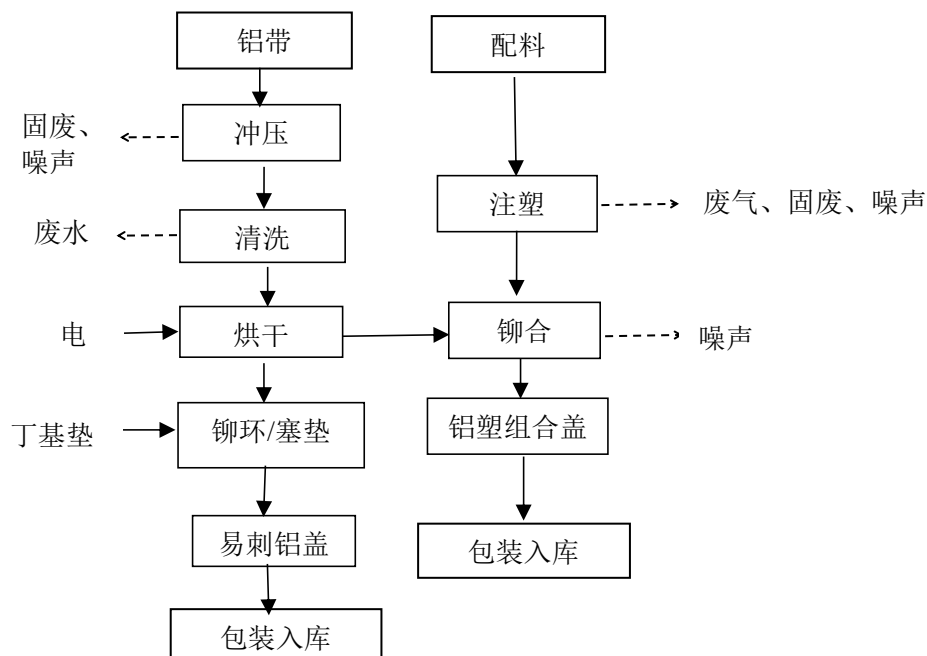 铝带
配料
固废、
噪声
冲压
注塑
废气、固废、噪声
废水
清洗
电
烘干
铆合
噪声
丁基垫
铆环/塞垫
铝塑组合盖
易刺铝盖
包装入库
包装入库